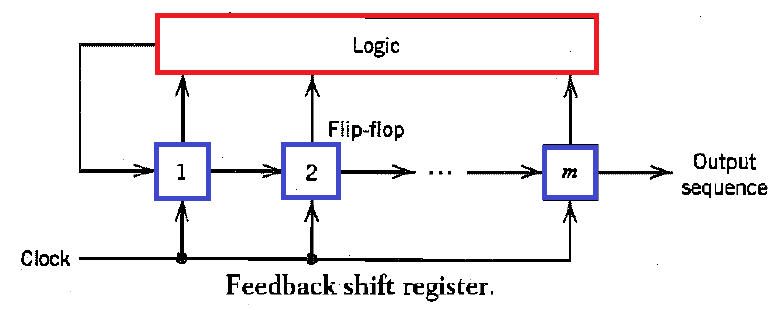 Logic
Flip-flop
1
2
...
m
Output
sequence
Clock
Feedback shift register.